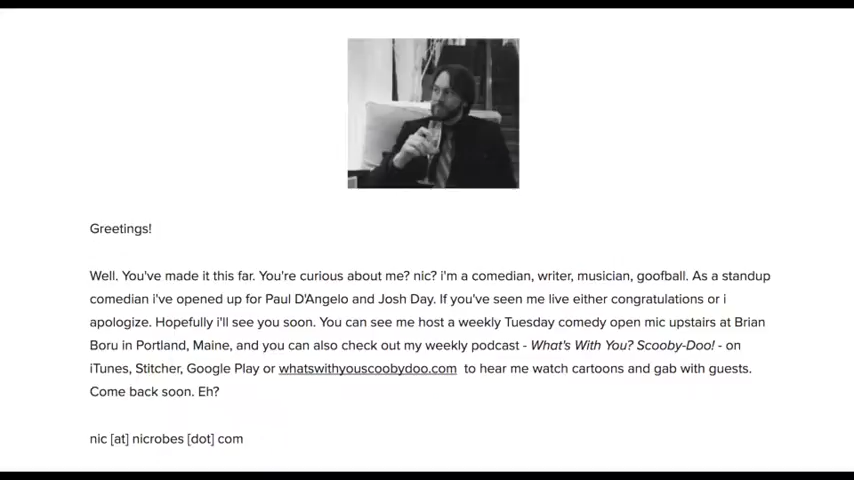 Greetings!
Well. You've made it this far. You're curious about me? nic? i'm a comedian, writer, musician, goofball. As a standup
comedian i've opened up for Paul D'Angelo and Josh Day. If you've seen me live either congratulations or i
apologize. Hopefully i'll see you soon. You can see me host a weekly Tuesday comedy open mic upstairs at Brian
Boru in Portland, Maine, and you can also check out my weekly podcast - What's With You? Scooby-Doo! - on
iTunes, Stitcher, Google Play or whatswithyouscoobydoo.com to hear me watch cartoons and gab with guests.
Come back soon. Eh?
nic [at] nicrobes [dot] com